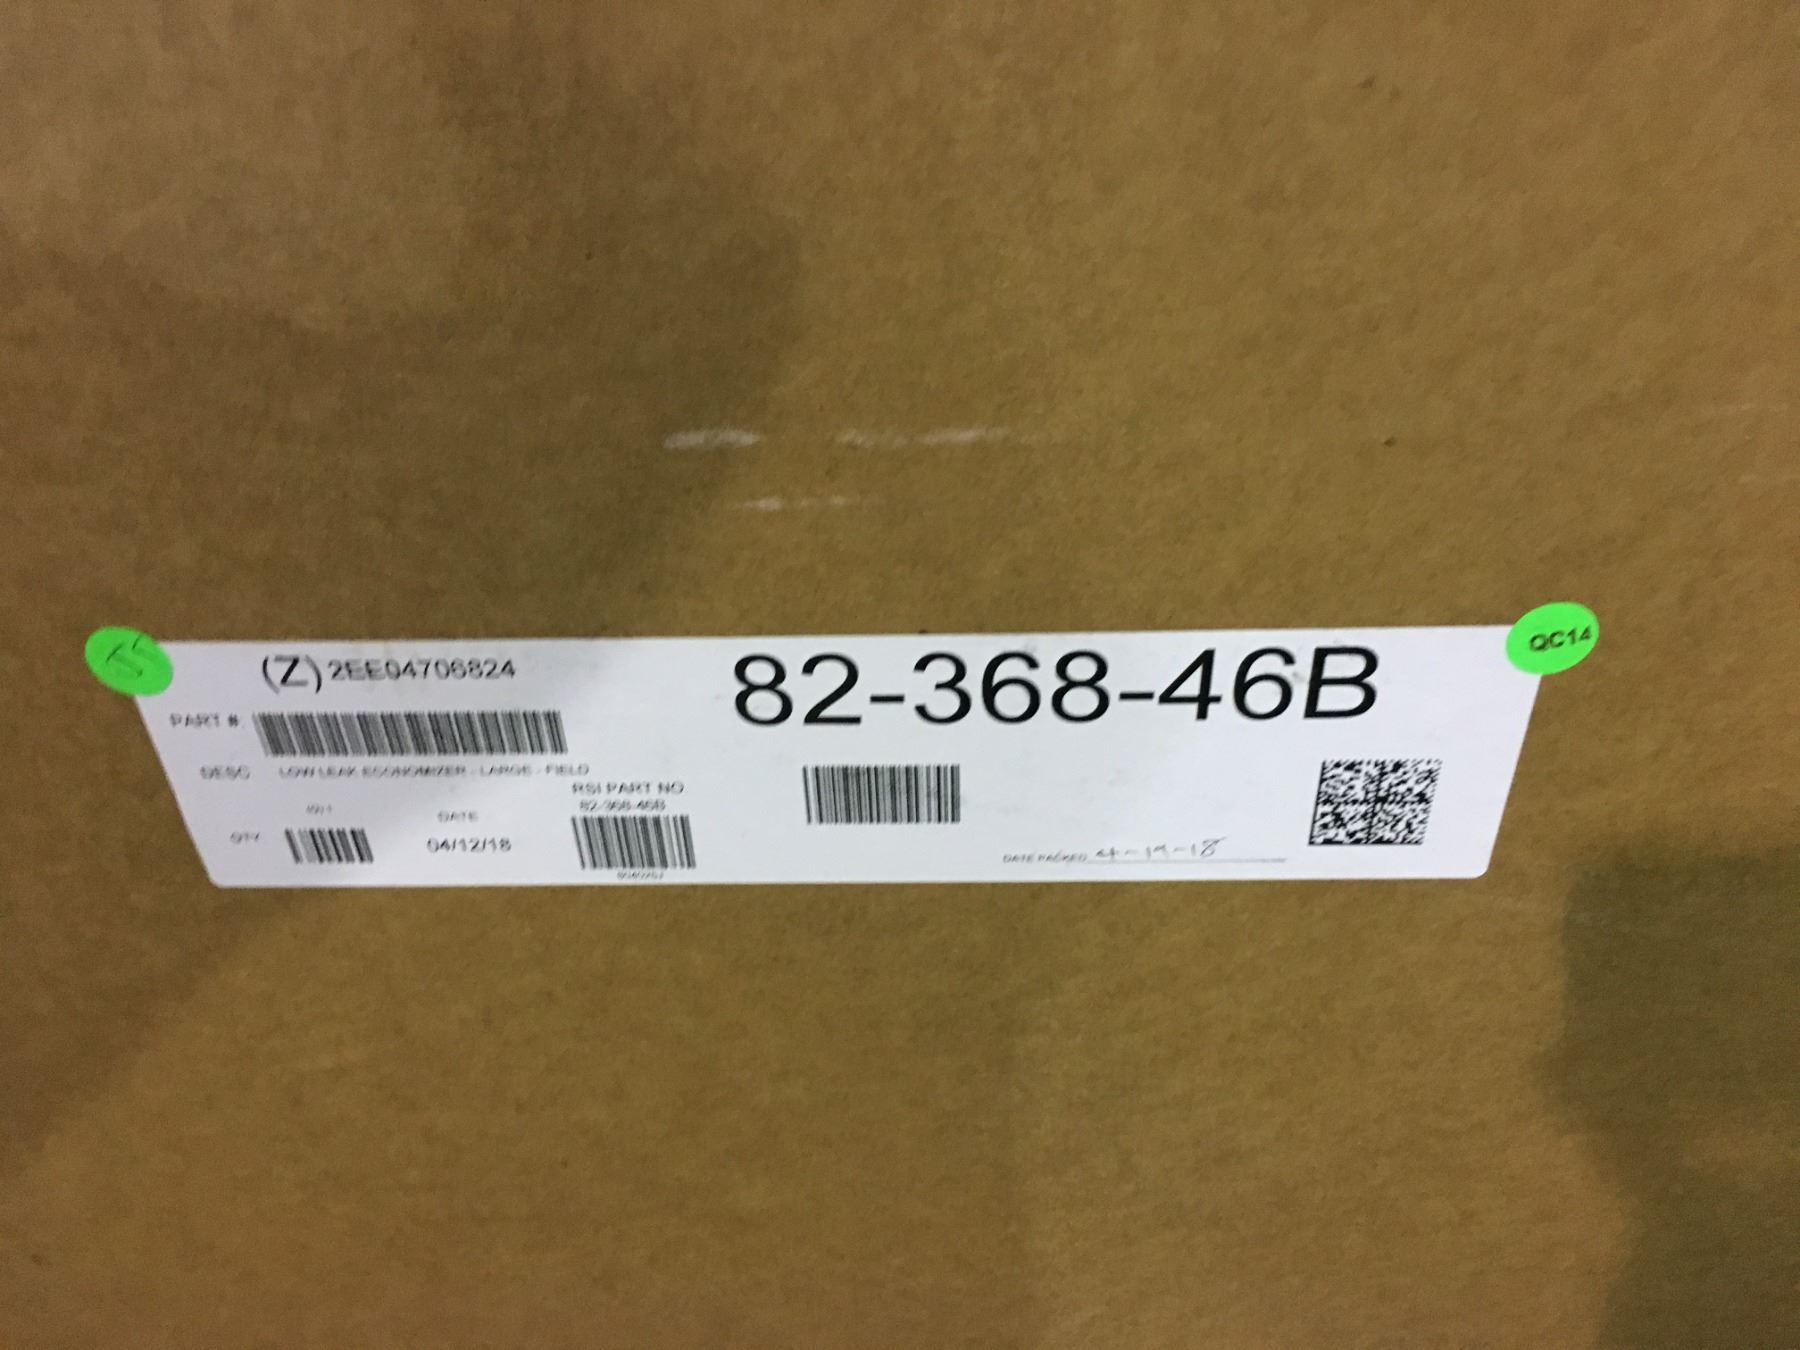 QC14
(Z)2EE04706824
82-368-46B
PART #:
DESC LOW LEAK ECONOMIZER - LARGE - FIELD
RSI PART NO
82-368-46B
DATE
QTY
04/12/18
DATE PACKED 4-19-18